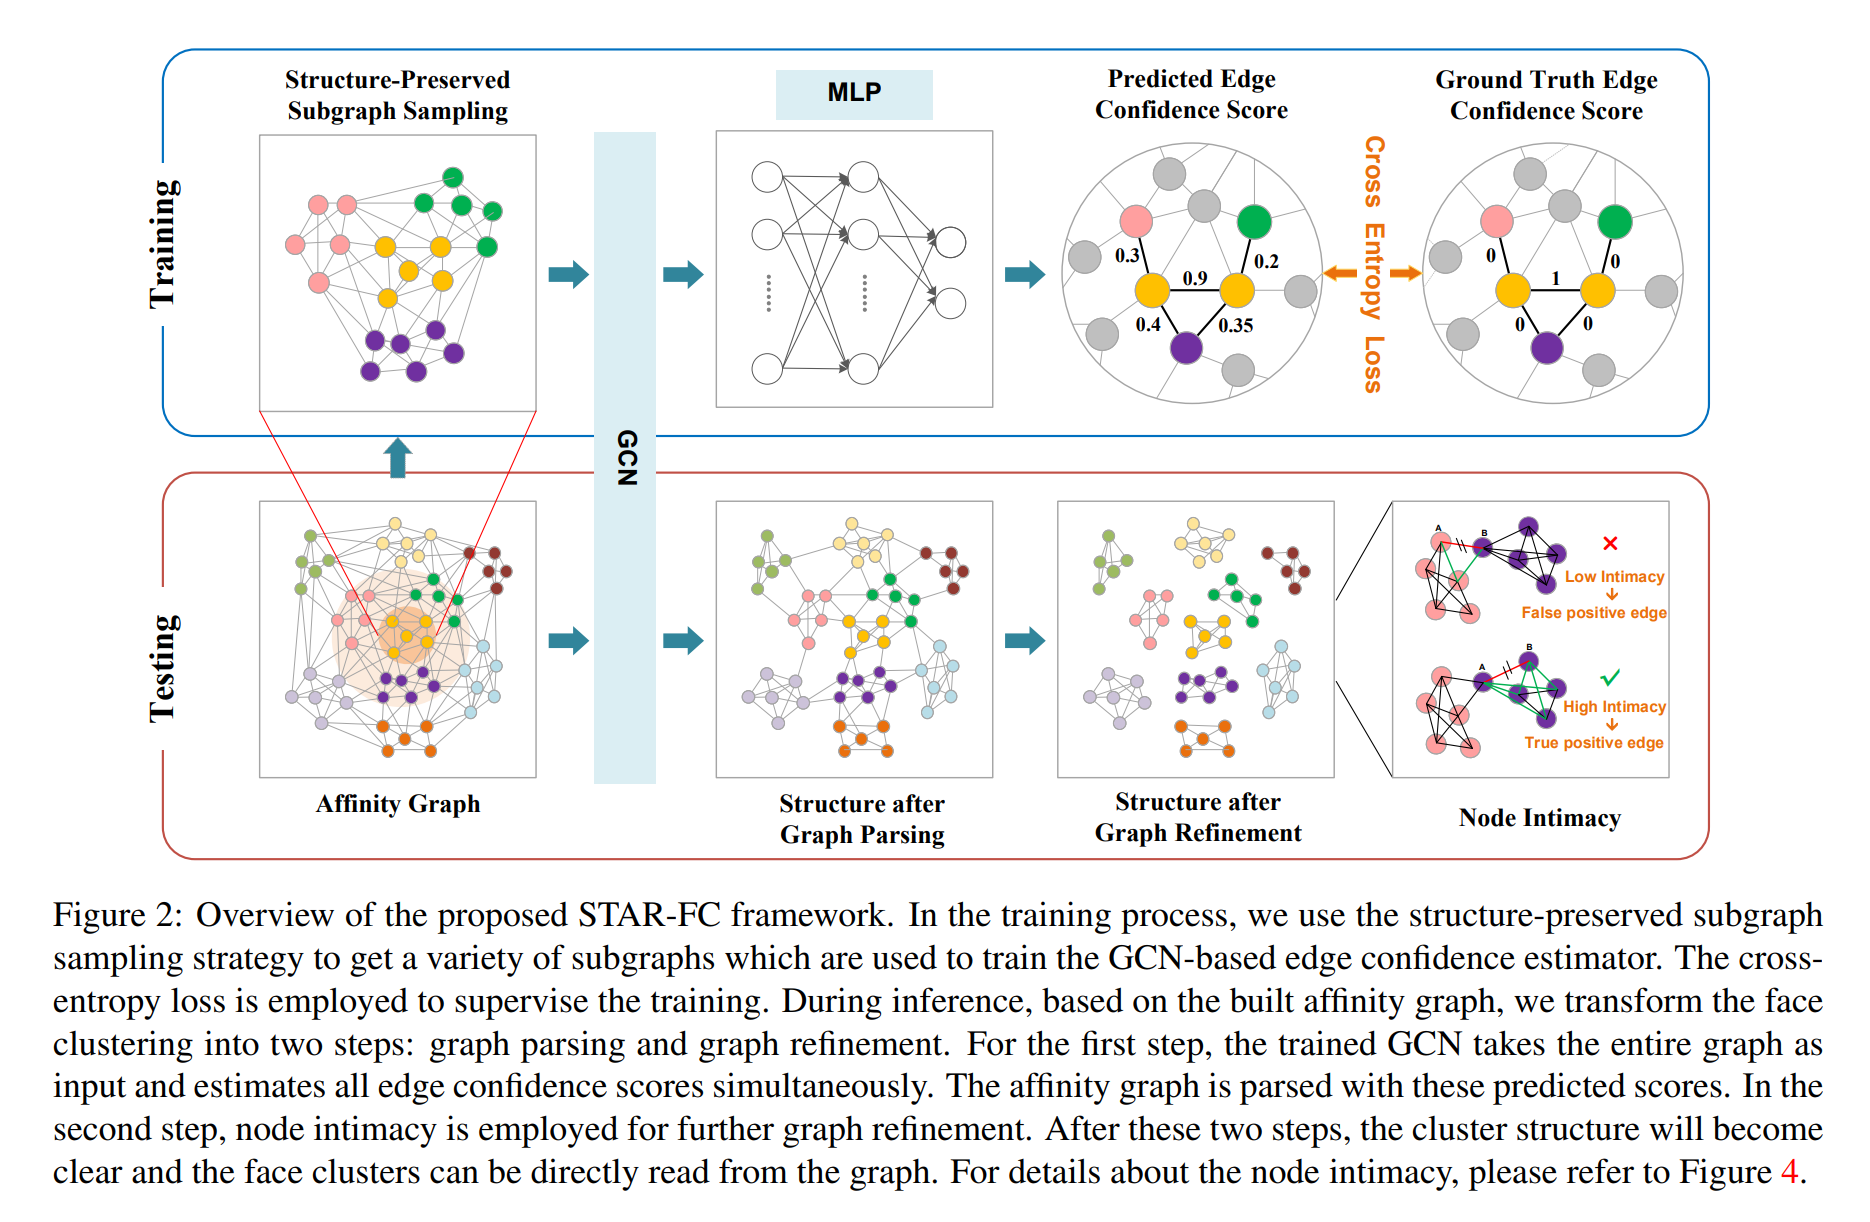 Structure-Preserved
Subgraph Sampling
MLP
Predicted Edge
Confidence Score
Ground Truth Edge
Confidence Score
Training
0.3
0.9
0.2
0.4
0.35
Cross Entropy Loss
0
1
0
0
0
GCN
Testing
A
B
Low Intimacy
False positive edge
A
B
High Intimacy
True positive edge
Affinity Graph
Structure after
Graph Parsing
Structure after
Graph Refinement
Node Intimacy
Figure 2: Overview of the proposed STAR-FC framework. In the training process, we use the structure-preserved subgraph
sampling strategy to get a variety of subgraphs which are used to train the GCN-based edge confidence estimator. The cross-
entropy loss is employed to supervise the training. During inference, based on the built affinity graph, we transform the face
clustering into two steps: graph parsing and graph refinement. For the first step, the trained GCN takes the entire graph as
input and estimates all edge confidence scores simultaneously. The affinity graph is parsed with these predicted scores. In the
second step, node intimacy is employed for further graph refinement. After these two steps, the cluster structure will become
clear and the face clusters can be directly read from the graph. For details about the node intimacy, please refer to Figure 4.